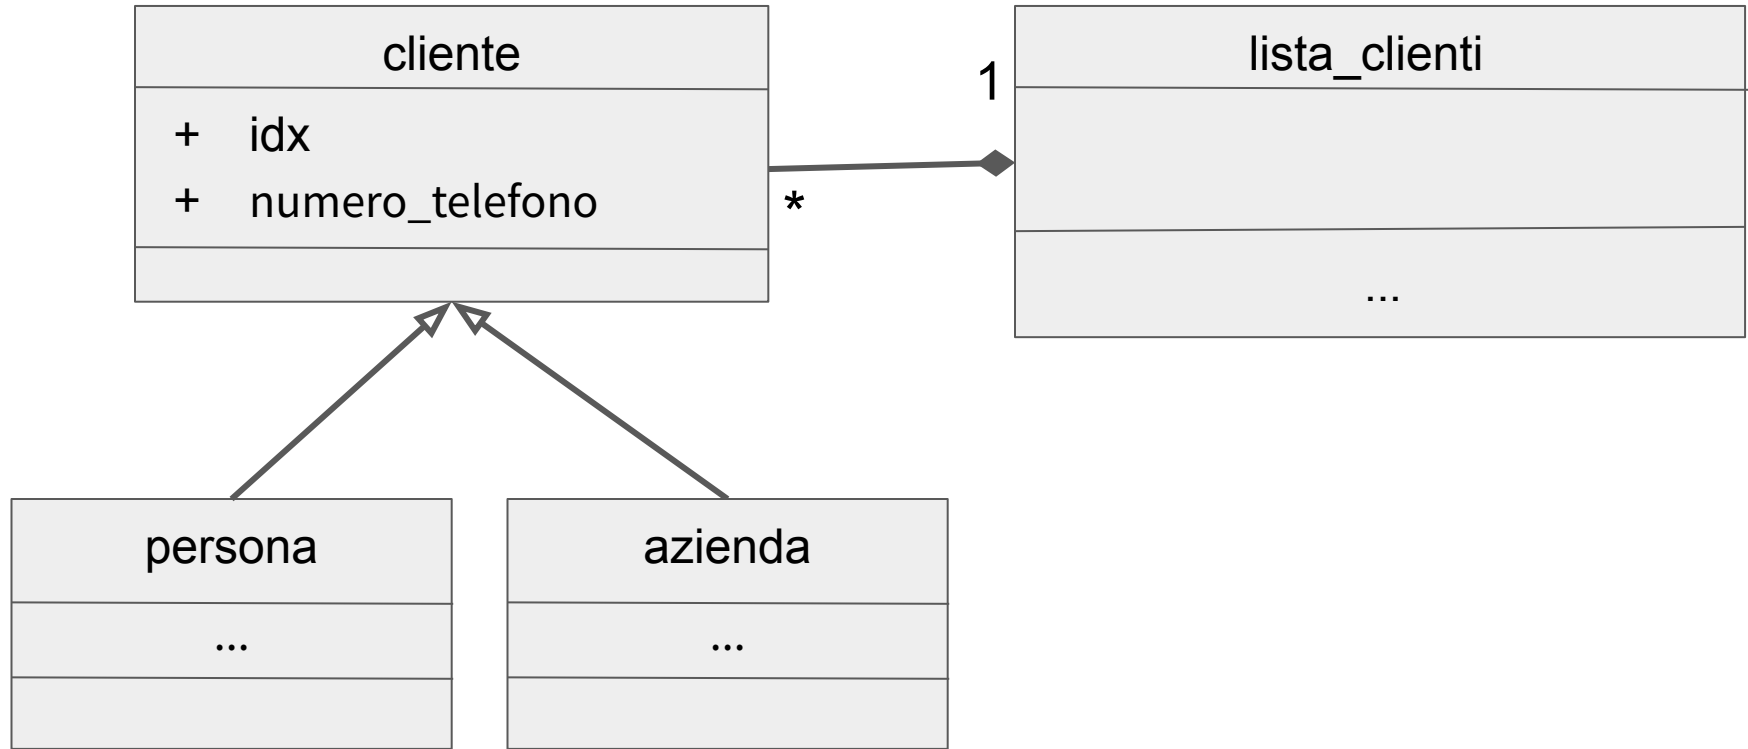 cliente
+ idx
+ numero_telefono
1
*
lista_clienti
...
persona
...
azienda
...